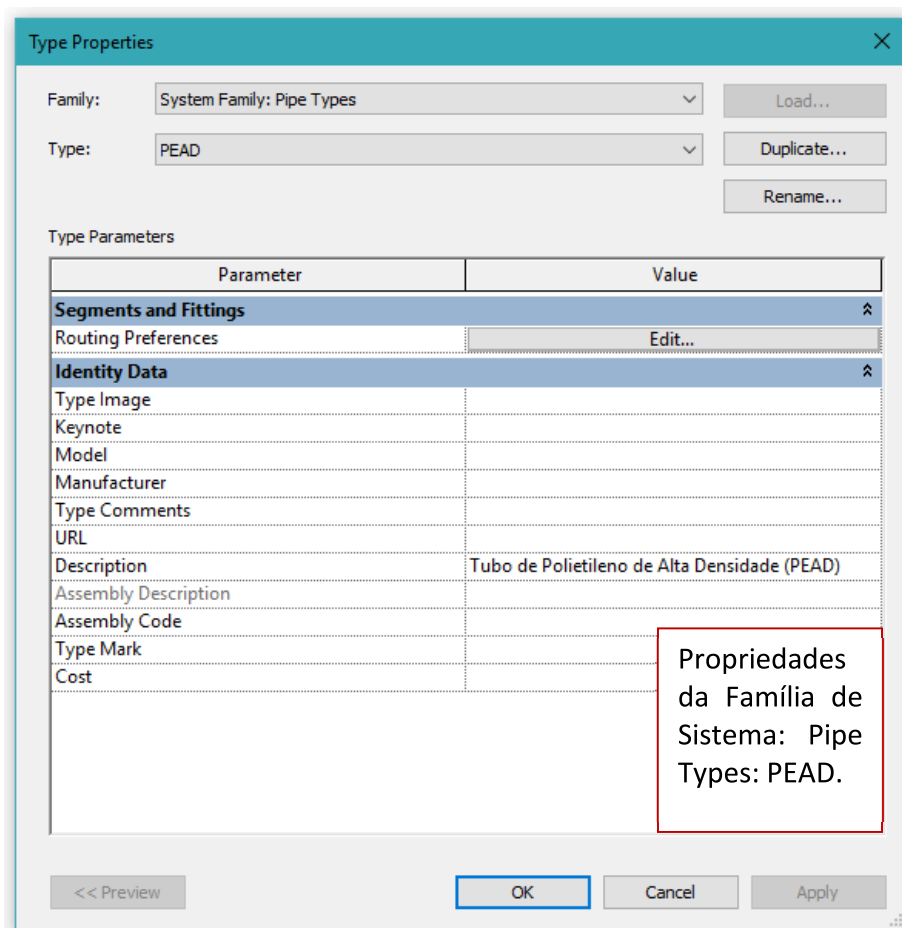 Type Properties
Family: System Family: Pipe Types Load...
Type: PEAD Duplicate...
Rename...
Type Parameters
Parameter Value
Segments and Fittings
Routing Preferences Edit...
Identity Data
Type Image
Keynote
Model
Manufacturer
Type Comments
URL
Description Tubo de Polietileno de Alta Densidade (PEAD)
Assembly Description
Assembly Code
Type Mark
Cost
Propriedades
da Família de
Sistema: Pipe
Types: PEAD.
<< Preview OK Cancel Apply